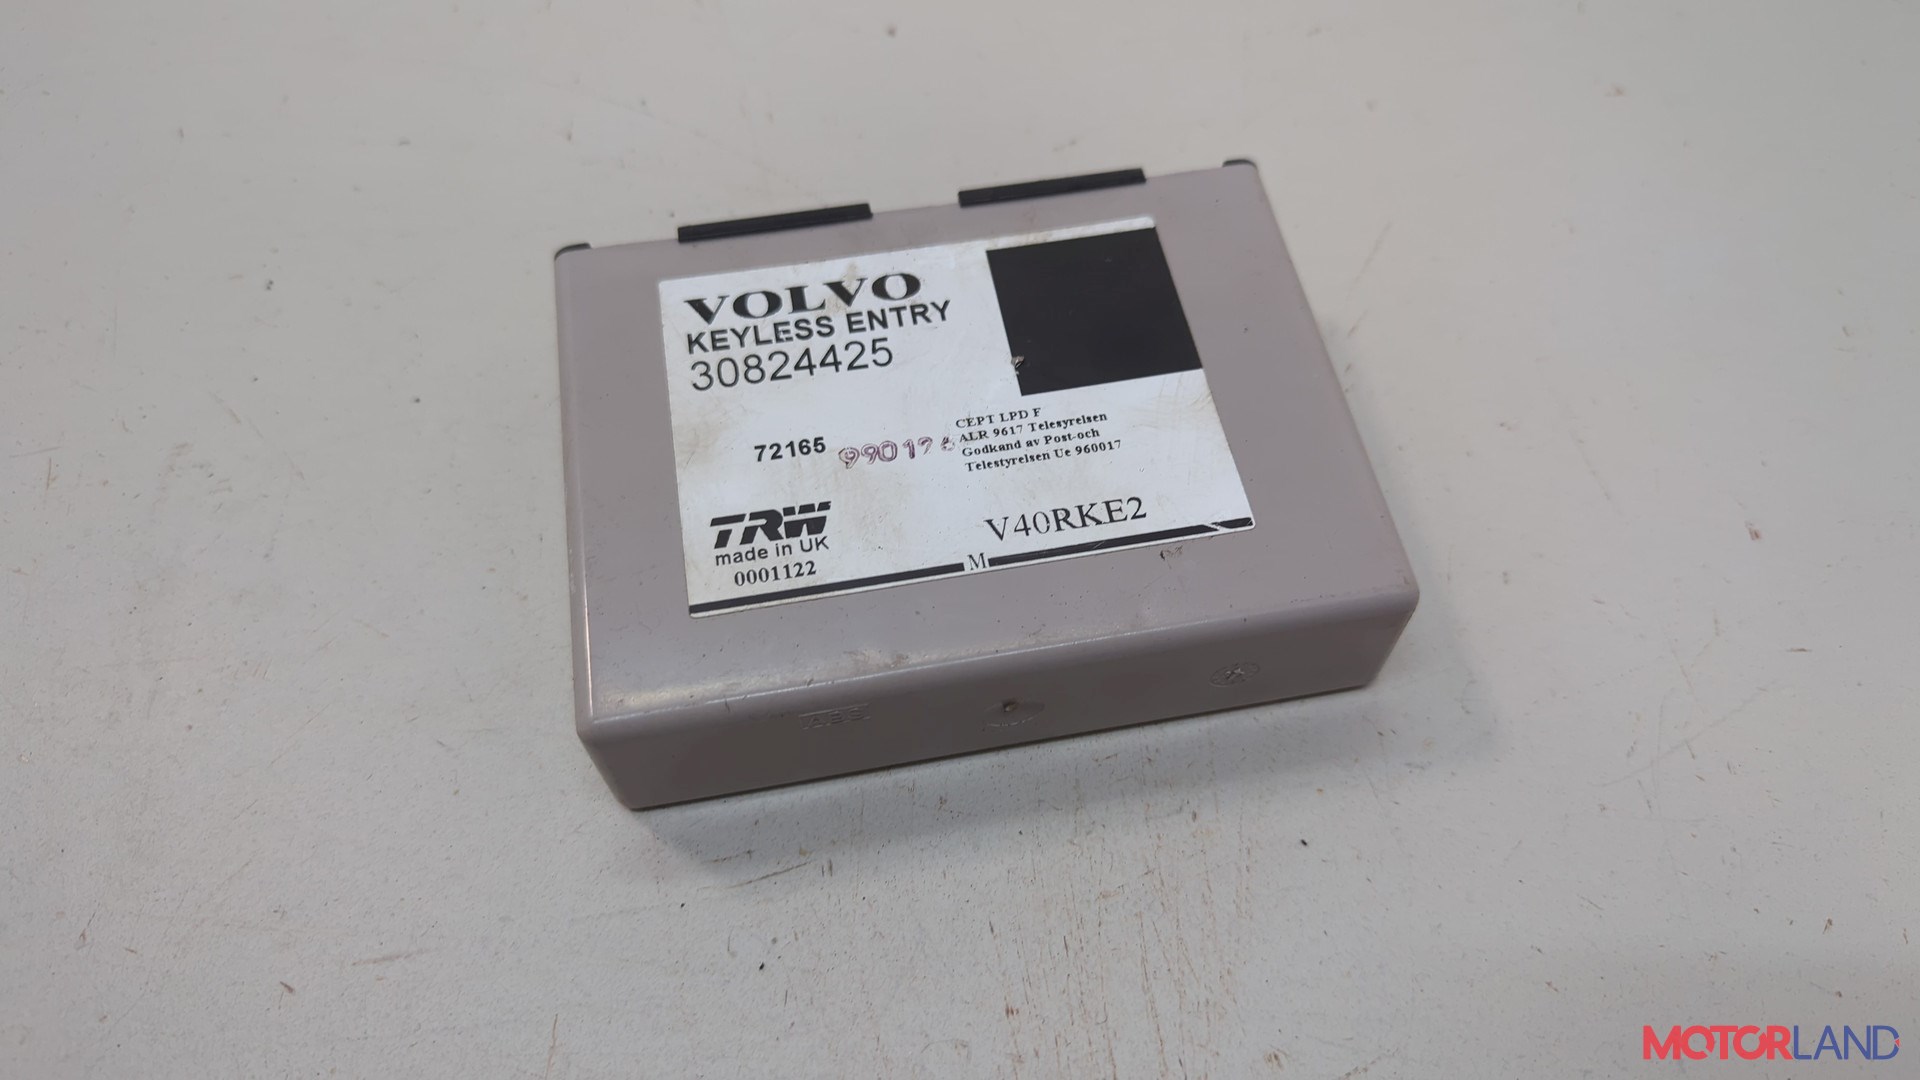 VOLVO
KEYLESS ENTRY
30824425
72165
CEPT LPD F
ALR 9617 Telesyrelsen
Godkand av Post-och
Telestyrelsen Ue 960017
TRW
made in UK
0001122
V40RKE2
M
ABS
MOTORLAND